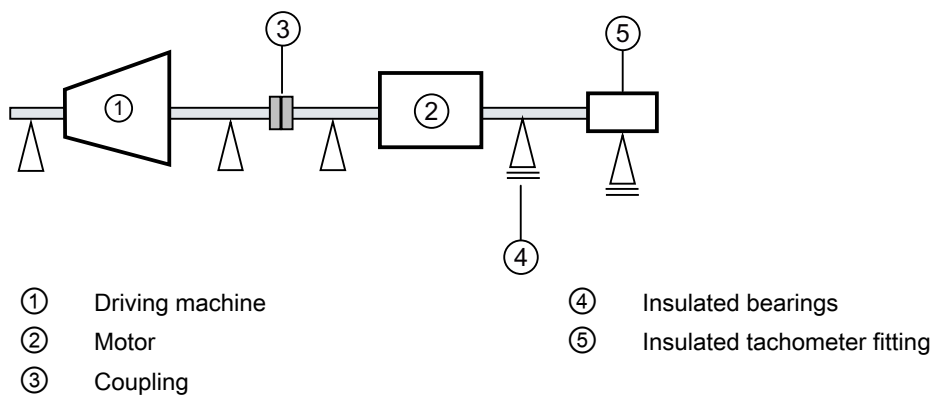 ③
⑤
①
②
④
① Driving machine
② Motor
③ Coupling
④ Insulated bearings
⑤ Insulated tachometer fitting